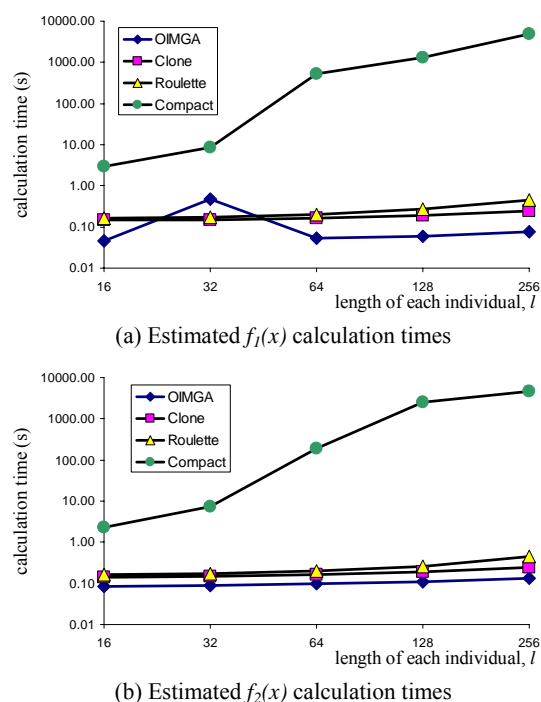 10000.00
1000.00
100.00
10.00
1.00
0.10
0.01
calculation time (s)
OIMGA
Clone
Roulette
Compact
16 32 64 128 256
length of each individual, l
(a) Estimated f1(x) calculation times
10000.00
1000.00
100.00
10.00
1.00
0.10
0.01
calculation time (s)
OIMGA
Clone
Roulette
Compact
16 32 64 128 256
length of each individual, l
(b) Estimated f2(x) calculation times